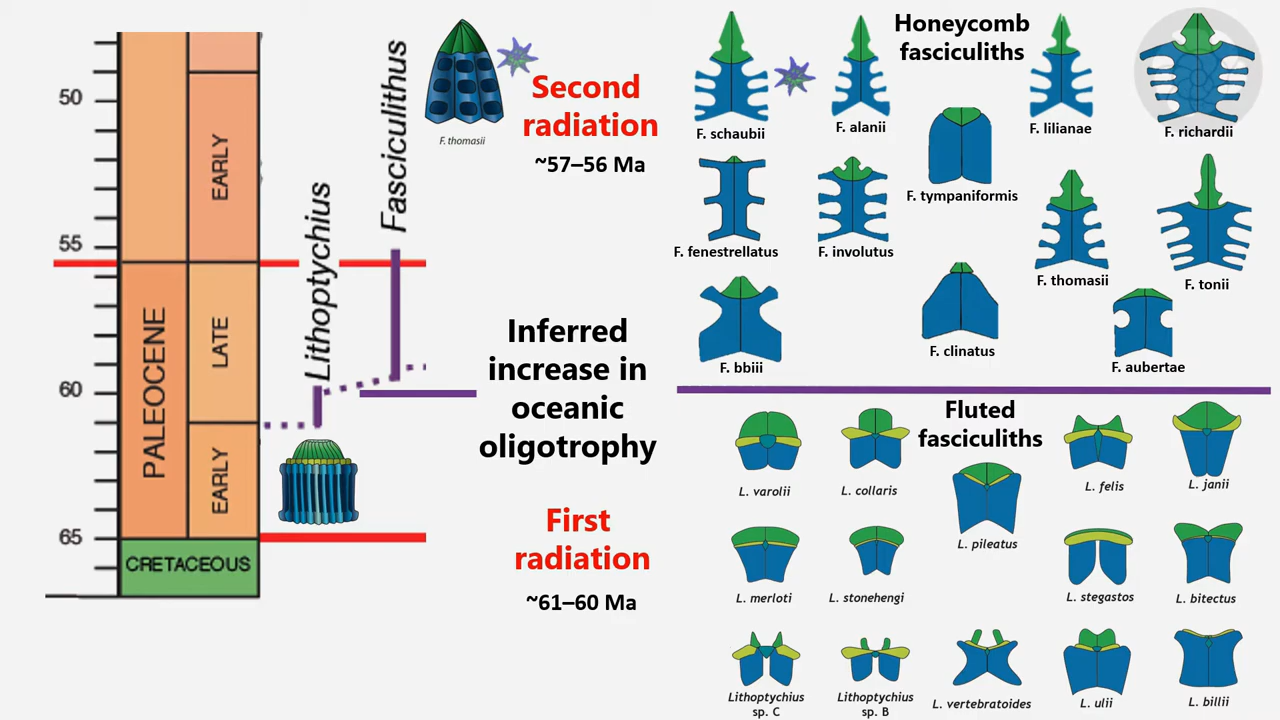 50
55
60
65
EARLY
LATE
PALEOCENE
EARLY
CRETACEOUS
Lithoptychius
Fasciculithus
F. thomasii
Second
radiation
~57–56 Ma
Inferred
increase in
oceanic
oligotrophy
First
radiation
~61–60 Ma
Honeycomb
fasciculiths
F. schaubii
F. alanii
F. lilianae
F. richardii
F. tympaniformis
F. fenestrellatus
F. involutus
F. thomasii
F. tonii
F. bbiii
F. clinatus
F. aubertae
Fluted
fasciculiths
L. varolii
L. collaris
L. felis
L. janii
L. pileatus
L. merloti
L. stonehengi
L. stegastos
L. bitectus
Lithoptychius
sp. C
Lithoptychius
sp. B
L. vertebratoides
L. ulii
L. billii